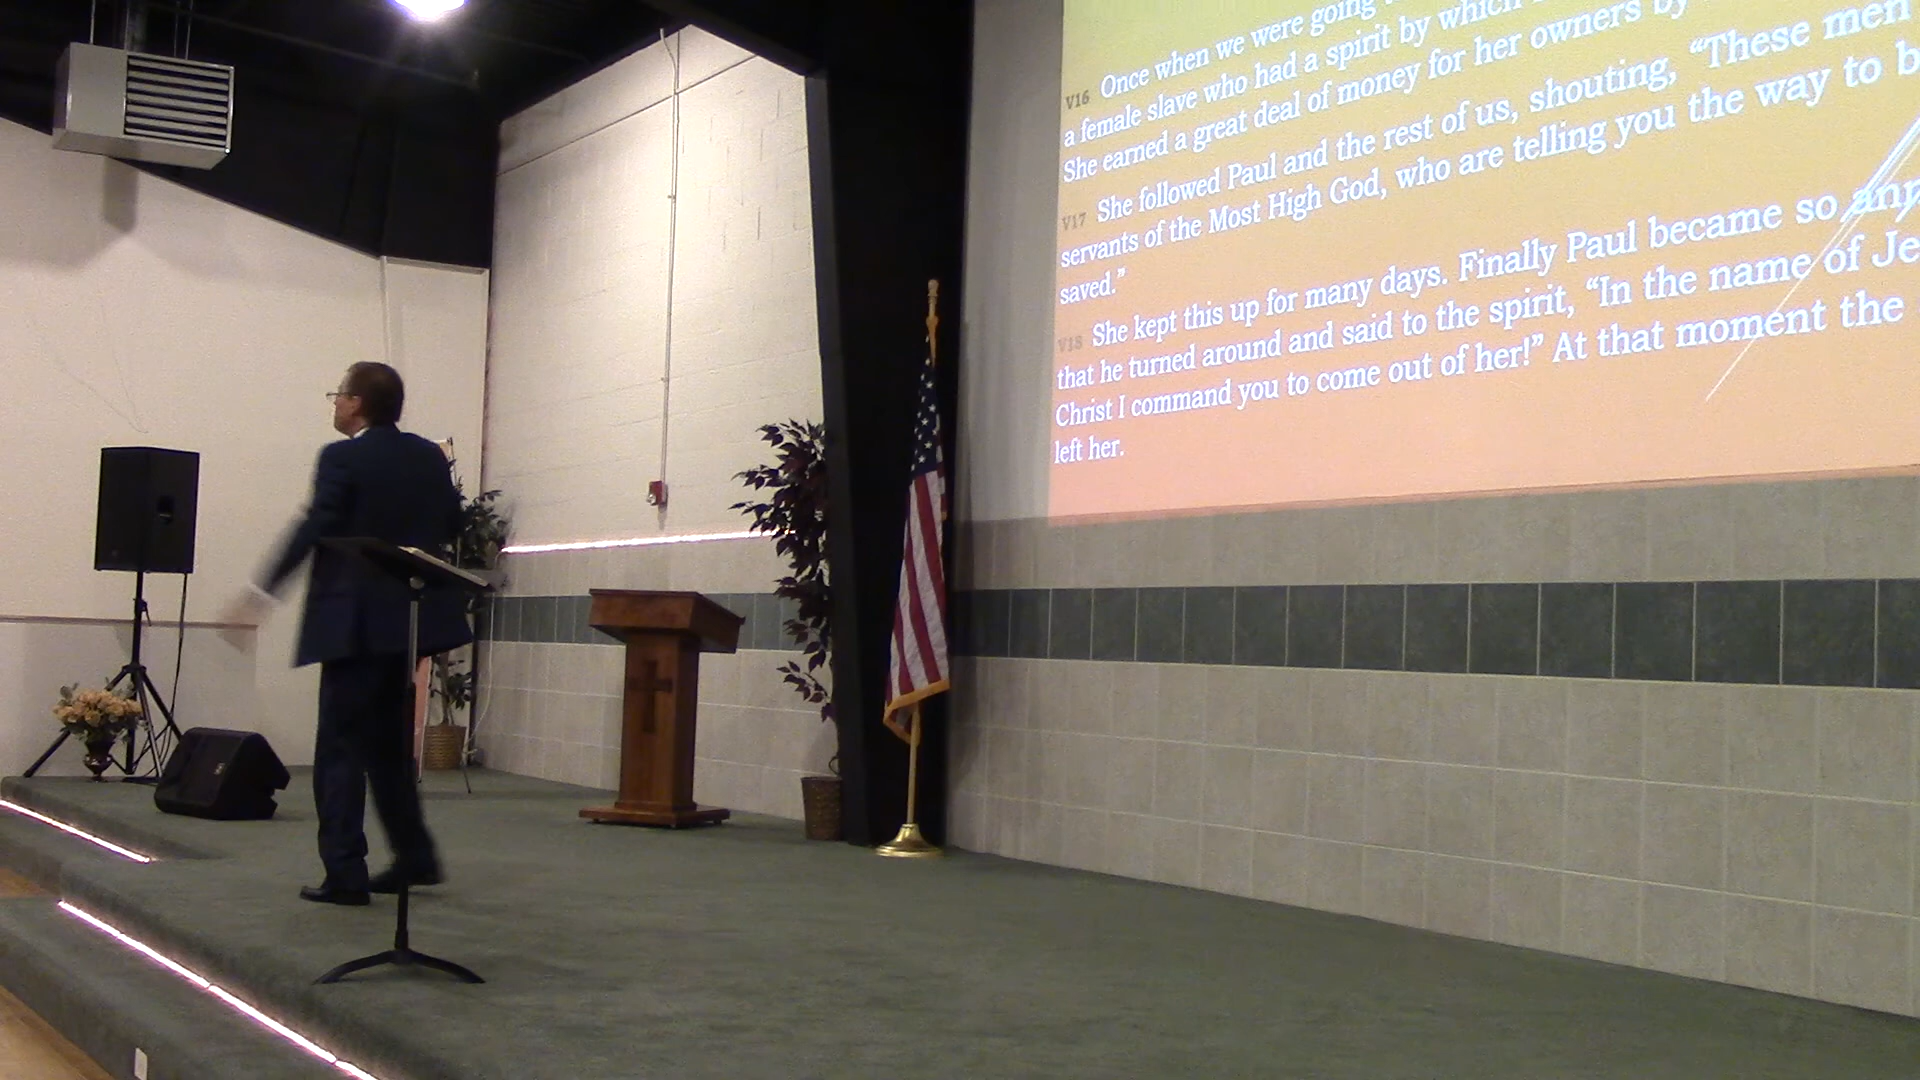 V16 Once when we were going
a female slave who had a spirit by which
She earned a great deal of money for her owners by
V17 She followed Paul and the rest of us, shouting, “These men
servants of the Most High God, who are telling you the way to b
saved.”
V18 She kept this up for many days. Finally Paul became so ann
that he turned around and said to the spirit, “In the name of Je
Christ I command you to come out of her!” At that moment the
left her.